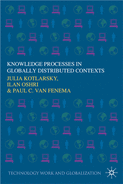 KNOWLEDGE PROCESSES IN
GLOBALLY DISTRIBUTED CONTEXTS
JULIA KOTLARSKY,
ILAN OSHRI
& PAUL C. VAN FENEMA
TECHNOLOGY WORK AND GLOBALIZATION